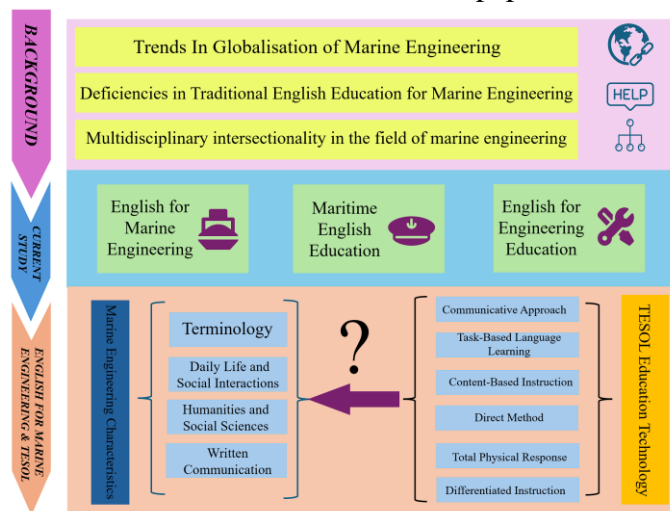 BACKGROUND
Trends In Globalisation of Marine Engineering
Deficiencies in Traditional English Education for Marine Engineering
HELP
Multidisciplinary intersectionality in the field of marine engineering
CURRENT
STUDY
English for
Marine
Engineering
Maritime
English
Education
English for
Engineering
Education
ENGLISH FOR MARINE
ENGINEERING & TESOL
Marine Engineering Characteristics
Terminology
Daily Life and
Social Interactions
Humanities and
Social Sciences
Written
Communication
?
Communicative Approach
Task-Based Language
Learning
Content-Based Instruction
Direct Method
Total Physical Response
Differentiated Instruction
TESOL Education Technology